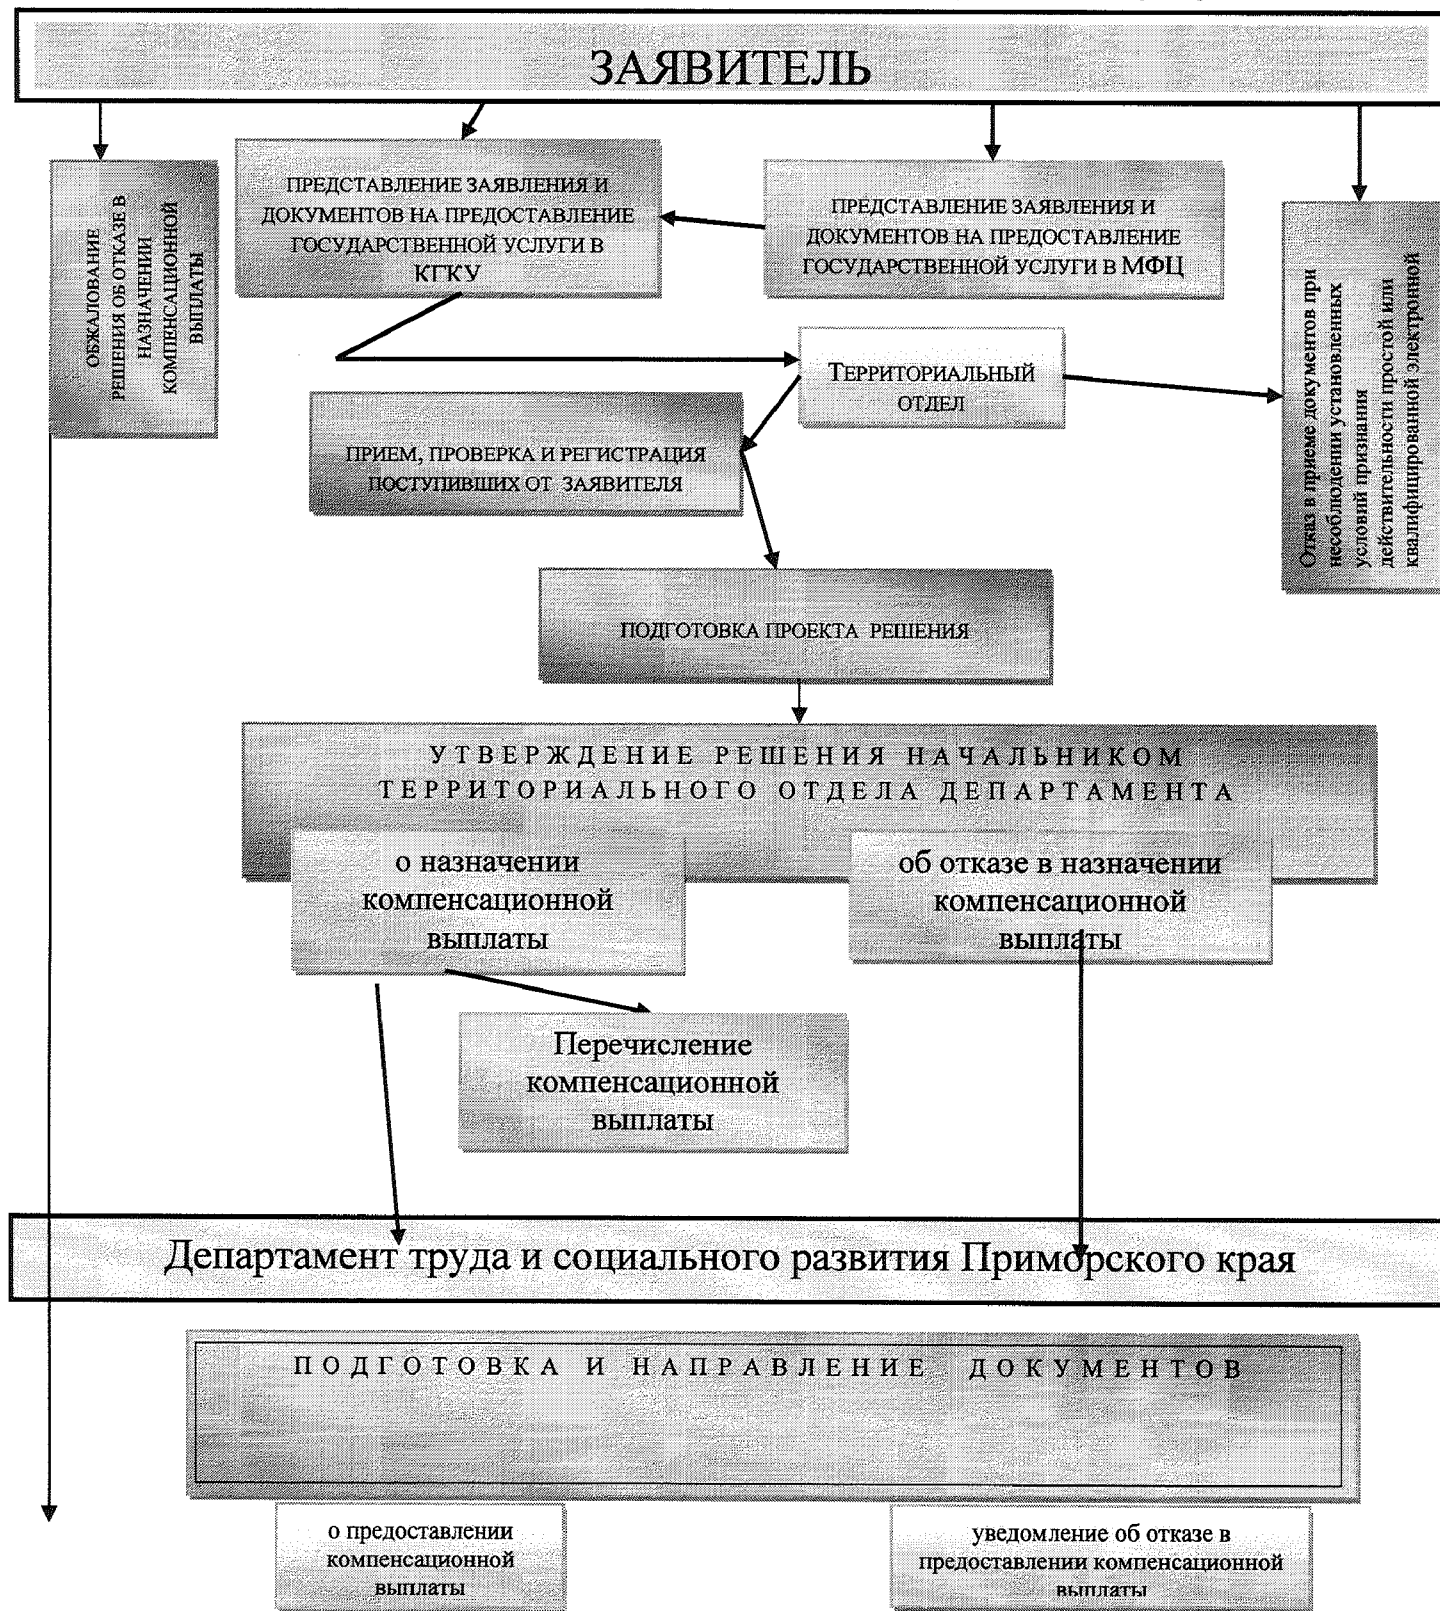 ЗАЯВИТЕЛЬ
ОБЖАЛОВАНИЕ
РЕШЕНИЯ ОБ ОТКАЗЕ В
НАЗНАЧЕНИИ
КОМПЕНСАЦИОННОЙ
ВЫПЛАТЫ
ПРЕДСТАВЛЕНИЕ ЗАЯВЛЕНИЯ И
ДОКУМЕНТОВ НА ПРЕДОСТАВЛЕНИЕ
ГОСУДАРСТВЕННОЙ УСЛУГИ В
КГКУ
ПРЕДСТАВЛЕНИЕ ЗАЯВЛЕНИЯ И
ДОКУМЕНТОВ НА ПРЕДОСТАВЛЕНИЕ
ГОСУДАРСТВЕННОЙ УСЛУГИ В МФЦ
Отказ в приеме документов при
несоблюдении установленных
условий признания
действительности простой или
квалифицированной электронной
ТЕРРИТОРИАЛЬНЫЙ
ОТДЕЛ
ПРИЕМ, ПРОВЕРКА И РЕГИСТРАЦИЯ
ПОСТУПИВШИХ ОТ ЗАЯВИТЕЛЯ
ПОДГОТОВКА ПРОЕКТА РЕШЕНИЯ
УТВЕРЖДЕНИЕ РЕШЕНИЯ НАЧАЛЬНИКОМ
ТЕРРИТОРИАЛЬНОГО ОТДЕЛА ДЕПАРТАМЕНТА
о назначении
компенсационной
выплаты
об отказе в назначении
компенсационной
выплаты
Перечисление
компенсационной
выплаты
Департамент труда и социального развития Приморского края
ПОДГОТОВКА И НАПРАВЛЕНИЕ ДОКУМЕНТОВ
о предоставлении
компенсационной
выплаты
уведомление об отказе в
предоставлении компенсационной
выплаты